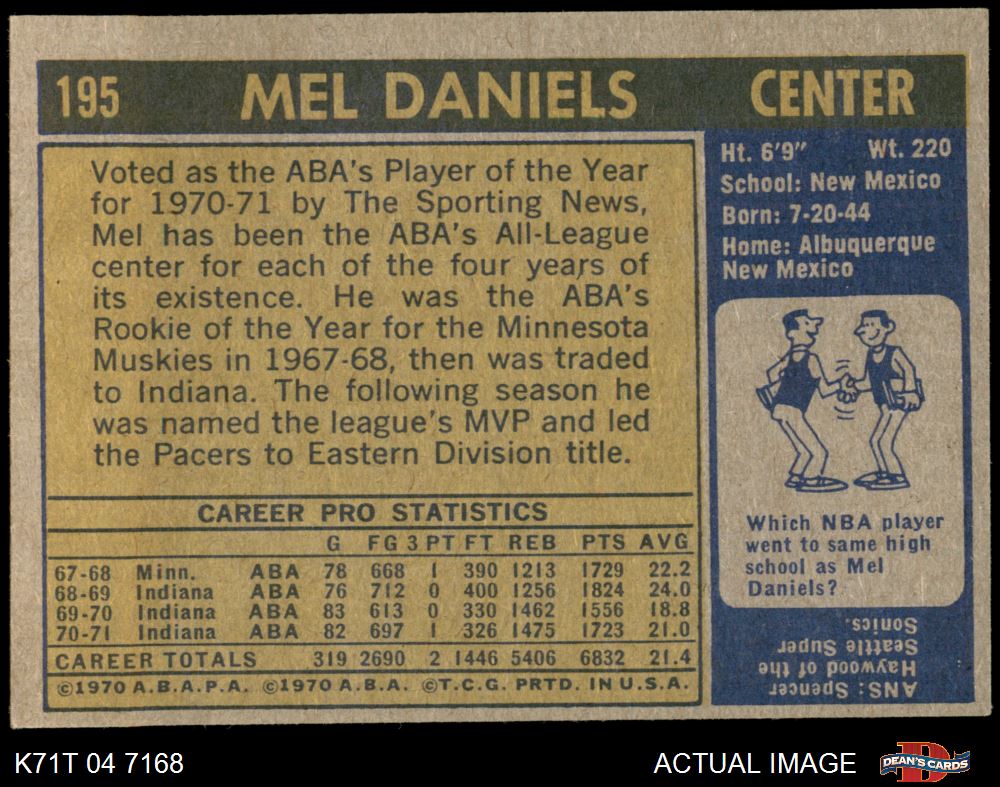 195 MEL DANIELS CENTER
Voted as the ABA's Player of the Year
for 1970-71 by The Sporting News,
Mel has been the ABA's All-League
center for each of the four years of
its existence. He was the ABA's
Rookie of the Year for the Minnesota
Muskies in 1967-68, then was traded
to Indiana. The following season he
was named the league's MVP and led
the Pacers to Eastern Division title.
CAREER PRO STATISTICS
G FG 3 PT FT REB PTS AVG
67-68 Minn. ABA 78 668 1 390 1213 1729 22.2
68-69 Indiana ABA 76 712 0 400 1256 1824 24.0
69-70 Indiana ABA 83 613 0 330 1462 1556 18.8
70-71 Indiana ABA 82 697 1 326 1475 1723 21.0
CAREER TOTALS 319 2690 2 1446 5406 6832 21.4
©1970 A.B.A.P.A. ©1970 A.B.A. ©T.C.G. PRTD. IN U.S.A.
Ht. 6'9" Wt. 220
School: New Mexico
Born: 7-20-44
Home: Albuquerque
New Mexico
Which NBA player
went to same high
school as Mel
Daniels?
ANS: Spencer
Haywood of the
Seattle Super
Sonics.
K71T 04 7168
ACTUAL IMAGE
D
DEAN'S CARDS